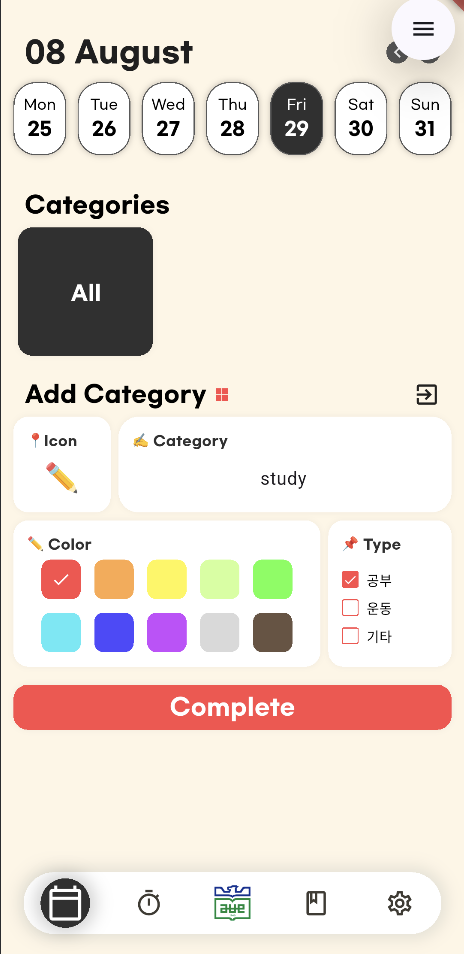 08 August
Mon Tue Wed Thu Fri Sat Sun
25 26 27 28 29 30 31
Categories
All
Add Category
Icon
Category
study
Color
Type
공부
운동
기타
Complete